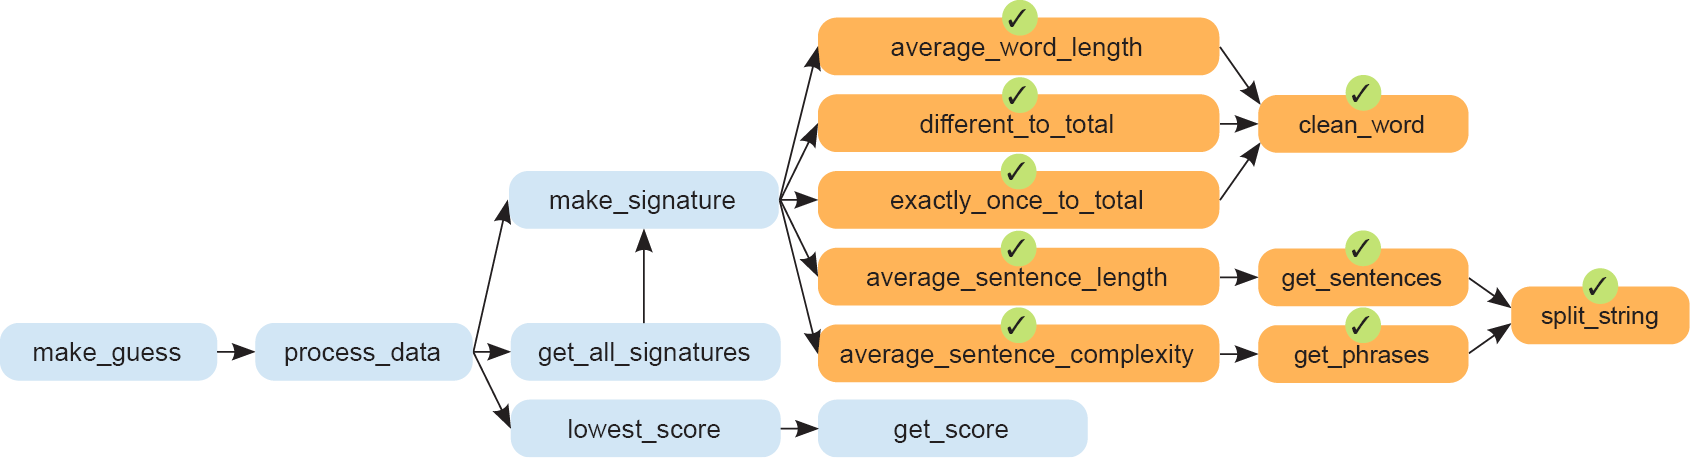 average_word_length
different_to_total
clean_word
make_signature
exactly_once_to_total
average_sentence_length
get_sentences
split_string
make_guess
process_data
get_all_signatures
average_sentence_complexity
get_phrases
lowest_score
get_score